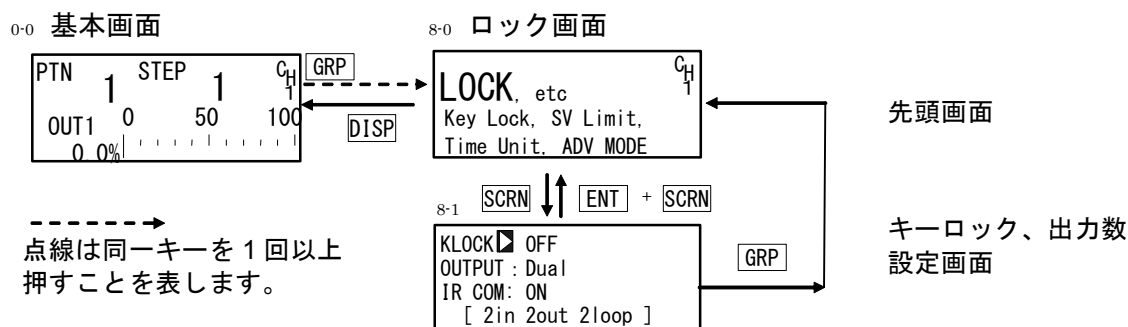 0-0 基本画面
PTN 1 STEP 1 CH 1
OUT1 0 50 100
0.0%
GRP
DISP
8-0 ロック画面
LOCK, etc CH 1
Key Lock, SV Limit,
Time Unit, ADV MODE
先頭画面
SCRN ENT + SCRN
8-1
KLOCK OFF
OUTPUT : Dual
IR COM: ON
[ 2in 2out 2loop ]
GRP
キーロック、出力数
設定画面
点線は同一キーを1回以上
押すことを表します。